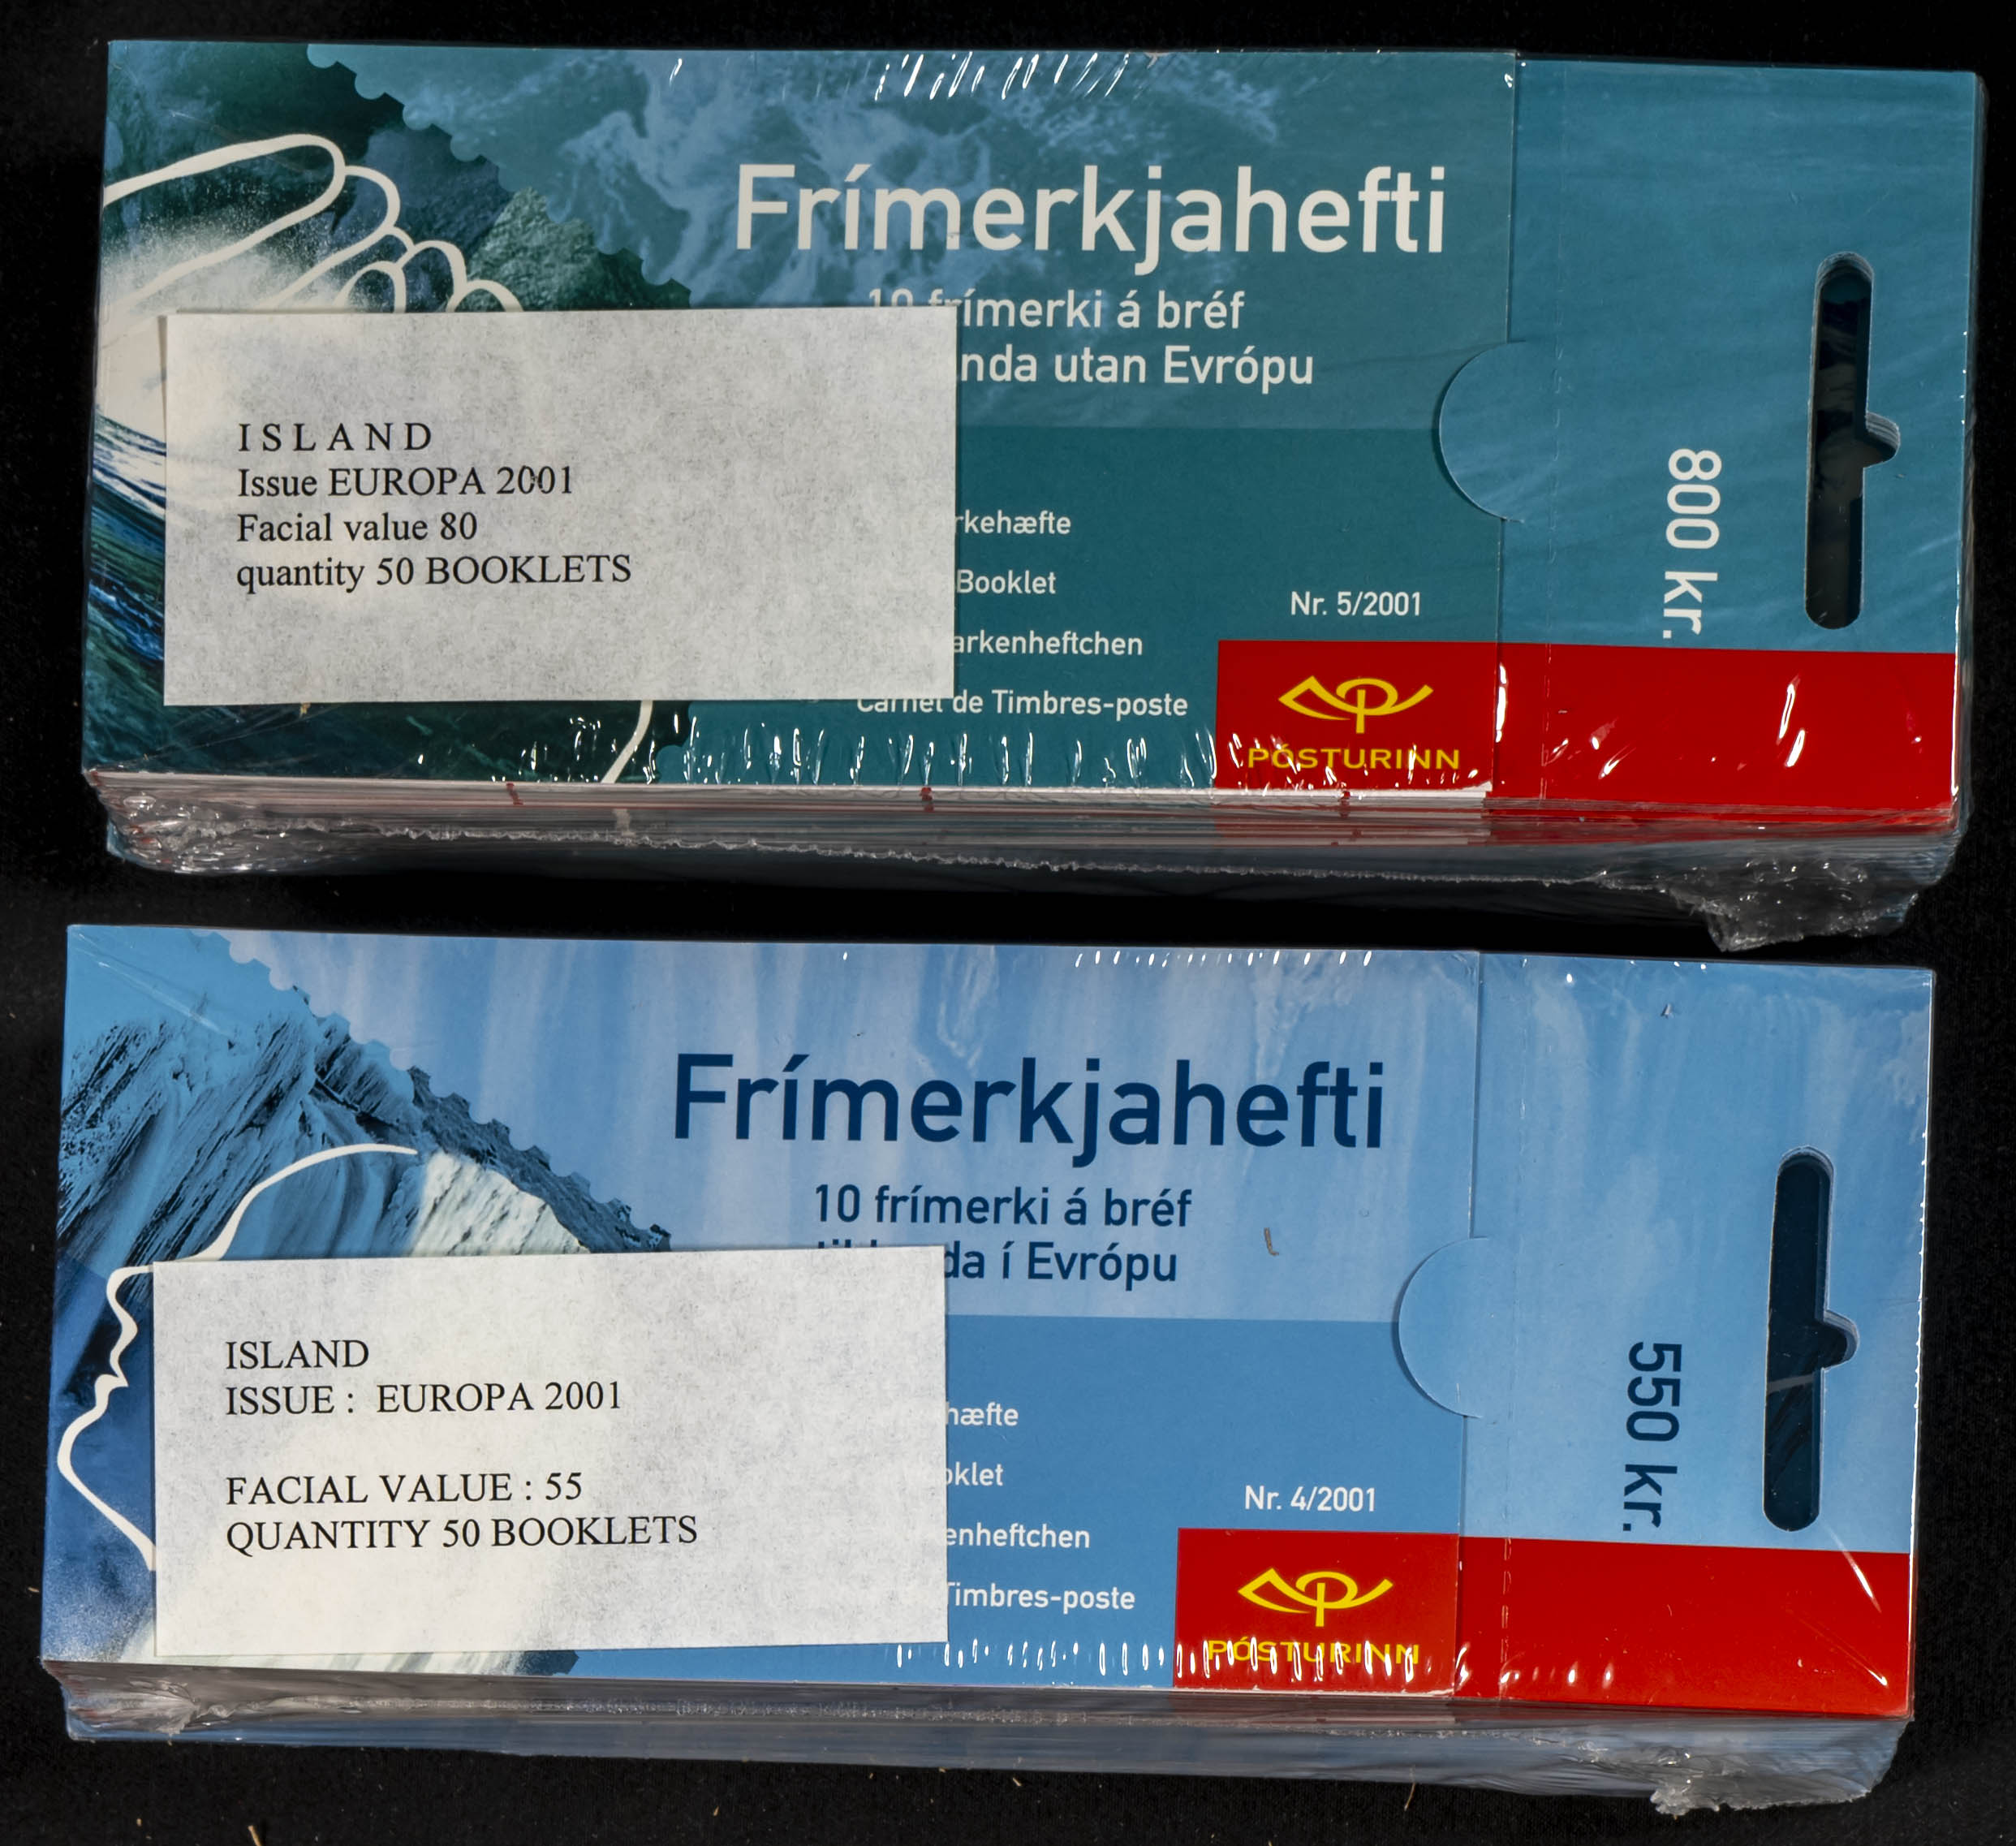 Frímerkjahefti
10 frímerki á bréf
nda utan Evrópu
ISLAND
Issue EUROPA 2001
Facial value 80
quantity 50 BOOKLETS
rkehæfte
Booklet
arkenheftchen
Carnet de Timbres-poste
Nr. 5/2001
PÓSTURINN
800 kr.
Frímerkjahefti
10 frímerki á bréf
da í Evrópu
ISLAND
ISSUE : EUROPA 2001
FACIAL VALUE : 55
QUANTITY 50 BOOKLETS
hæfte
oklet
enheftchen
Timbres-poste
Nr. 4/2001
PÓSTURINN
550 kr.